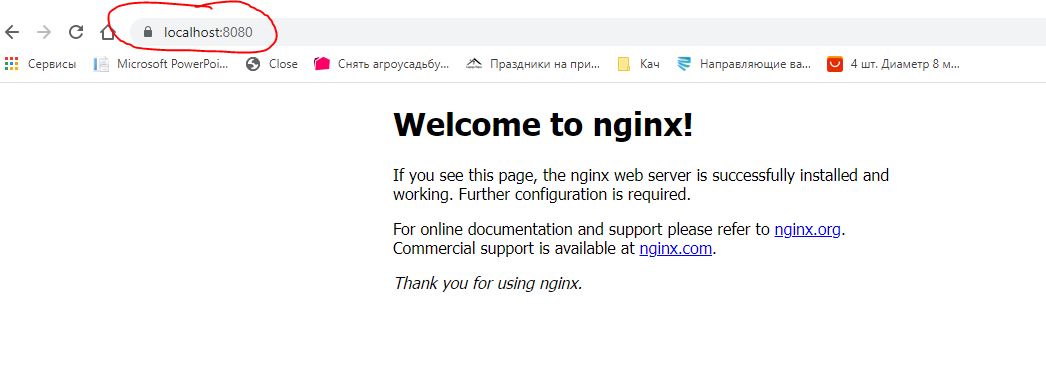 localhost:8080
Сервисы Microsoft PowerPoi... Close Снять агроусадьбу... Праздники на при... Кач Направляющие ва... 4 шт. Диаметр 8 м...
Welcome to nginx!
If you see this page, the nginx web server is successfully installed and
working. Further configuration is required.
For online documentation and support please refer to nginx.org.
Commercial support is available at nginx.com.
Thank you for using nginx.